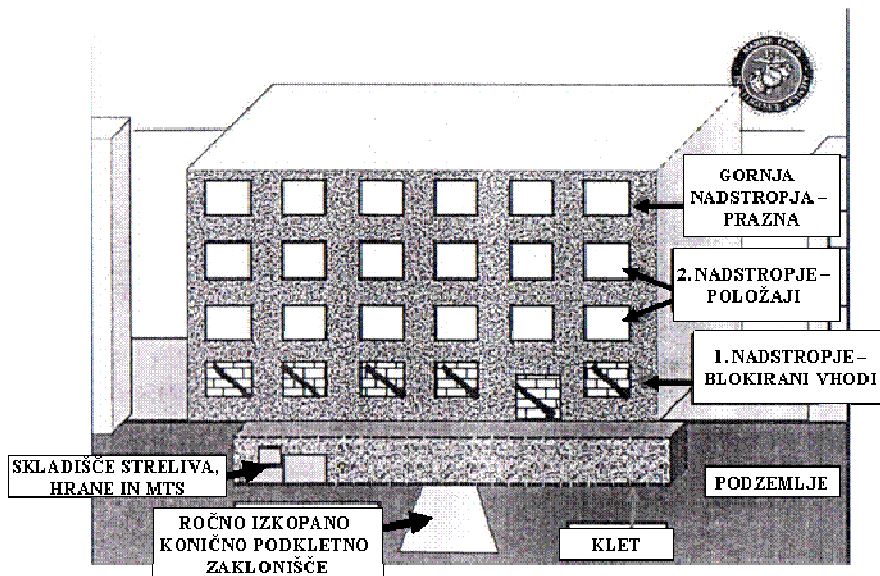 GORNJA
NADSTROPJA –
PRAZNA
2. NADSTROPJE –
POLOŽAJI
1. NADSTROPJE –
BLOKIRANI VHODI
SKLADIŠČE STRELIVA,
HRANE IN MTS
PODZEMLJE
ROČNO IZKOPANO
KONIČNO PODKLETNO
ZAKLONIŠČE
KLET